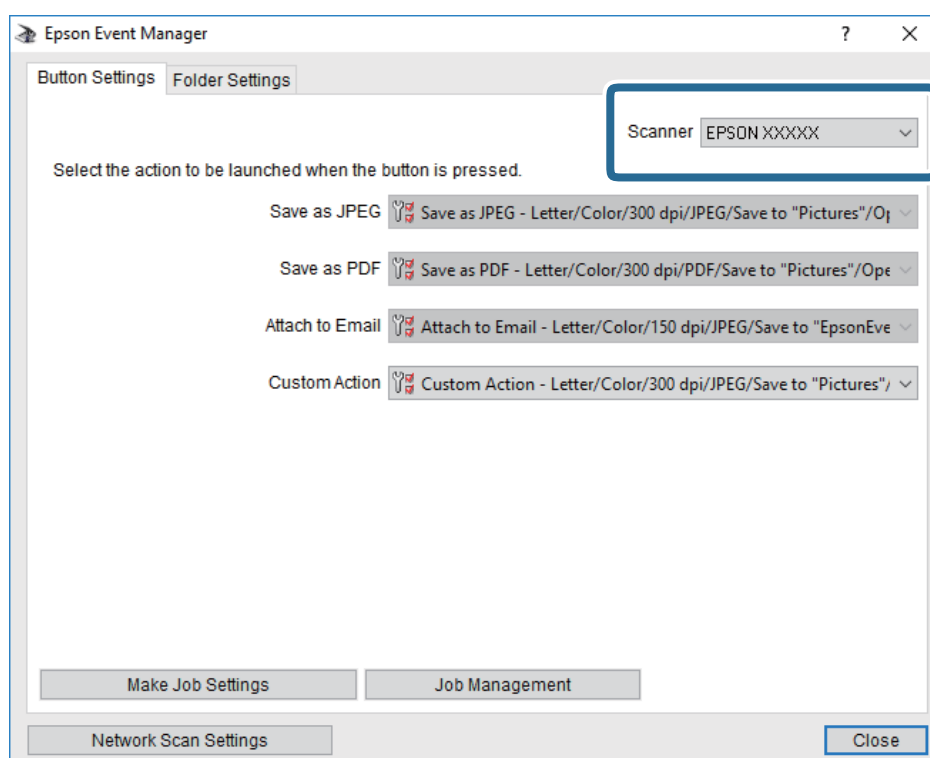 Epson Event Manager ? ×
Button Settings Folder Settings
Scanner EPSON XXXXX
Select the action to be launched when the button is pressed.
Save as JPEG Save as JPEG - Letter/Color/300 dpi/JPEG/Save to "Pictures"/Op
Save as PDF Save as PDF - Letter/Color/300 dpi/PDF/Save to "Pictures"/Ope
Attach to Email Attach to Email - Letter/Color/150 dpi/JPEG/Save to "EpsonEve
Custom Action Custom Action - Letter/Color/300 dpi/JPEG/Save to "Pictures"/
Make Job Settings Job Management
Network Scan Settings Close